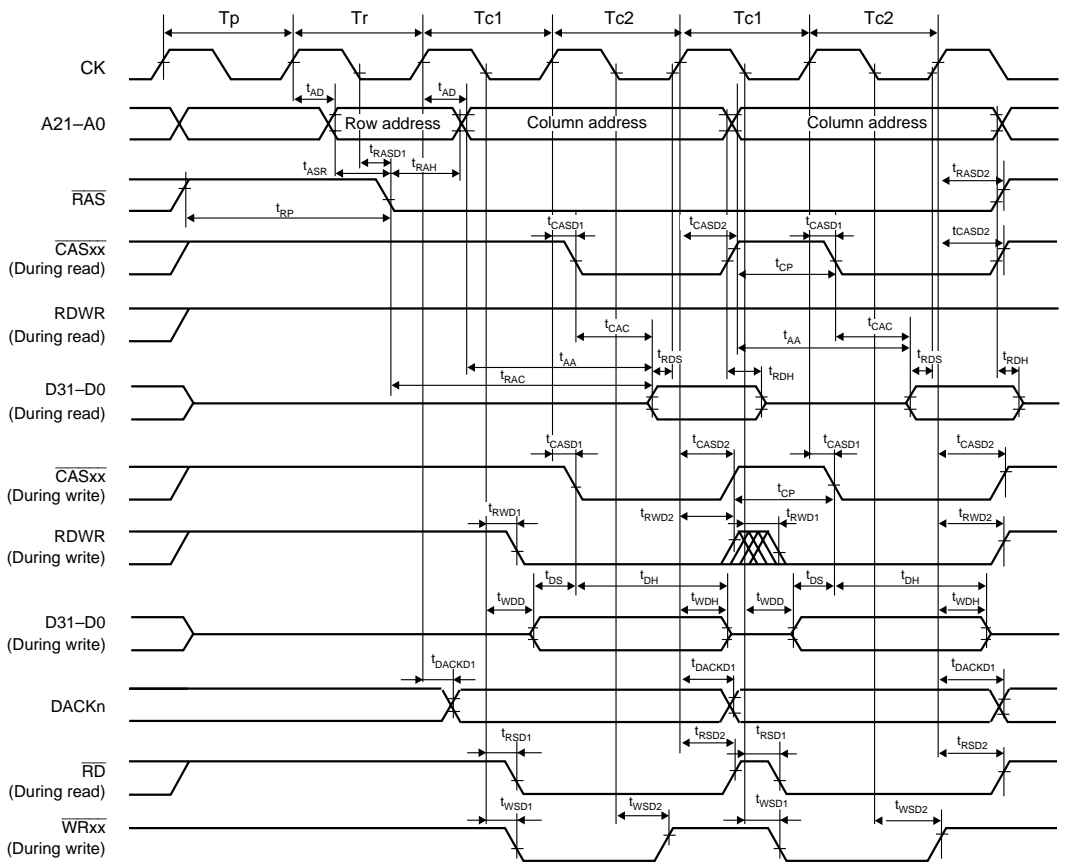 Tp Tr Tc1 Tc2 Tc1 Tc2
CK
tAD tAD
A21–A0 Row address Column address Column address
tRASD1
tASR tRAH tRASD2
RAS
tRP
tCASD1 tCASD2 tCASD1 tCASD2
CASxx
(During read)
tCP
RDWR
(During read)
tCAC tCAC
tAA tRDS tAA tRDS tRDH
tRAC tRDH
D31–D0
(During read)
tCASD1 tCASD2 tCASD1 tCASD2
CASxx
(During write)
tCP
tRWD1 tRWD2 tRWD1 tRWD2
RDWR
(During write)
tDS tDH tDS tDH
tWDD tWDH tWDD tWDH
D31–D0
(During write)
tDACKD1 tDACKD1 tDACKD1
DACKn
tRSD1 tRSD2 tRSD1 tRSD2
RD
(During read)
tWSD1 tWSD2 tWSD1 tWSD2
WRxx
(During write)